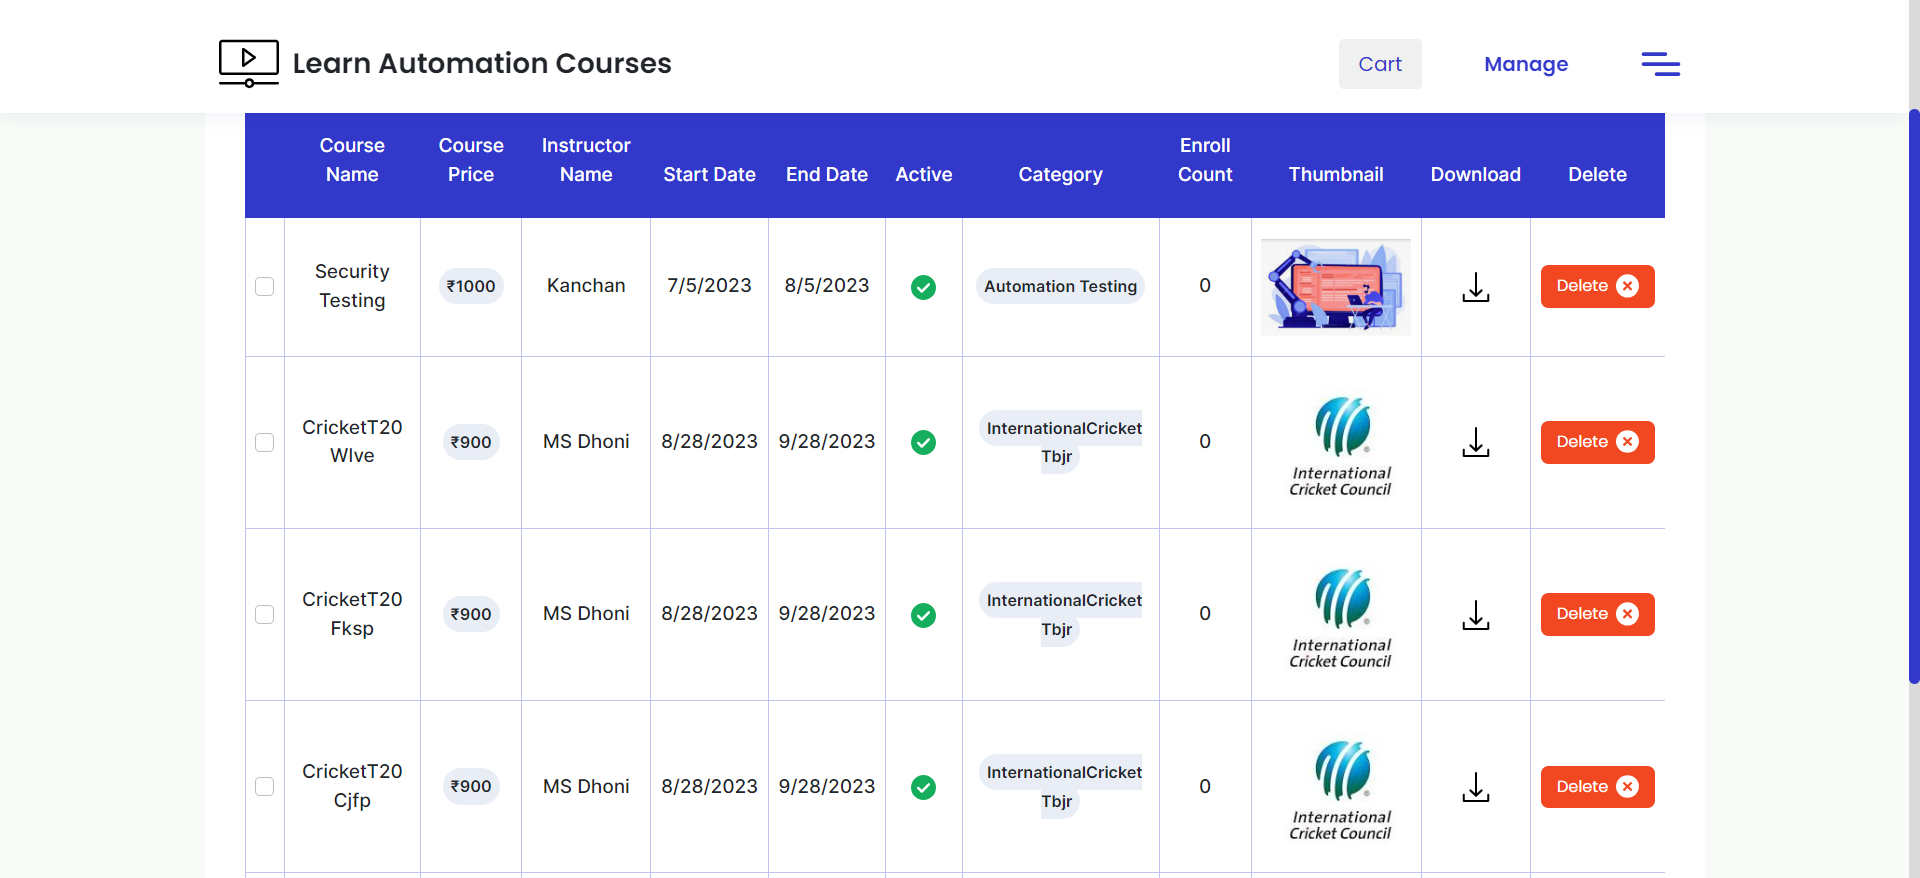 Learn Automation Courses
Cart
Manage
Course Name
Course Price
Instructor Name
Start Date
End Date
Active
Category
Enroll Count
Thumbnail
Download
Delete
Security Testing
₹1000
Kanchan
7/5/2023
8/5/2023
Automation Testing
0
Delete
CricketT20 Wlve
₹900
MS Dhoni
8/28/2023
9/28/2023
InternationalCricket Tbjr
0
International
Cricket Council
Delete
CricketT20 Fksp
₹900
MS Dhoni
8/28/2023
9/28/2023
InternationalCricket Tbjr
0
International
Cricket Council
Delete
CricketT20 Cjfp
₹900
MS Dhoni
8/28/2023
9/28/2023
InternationalCricket Tbjr
0
International
Cricket Council
Delete